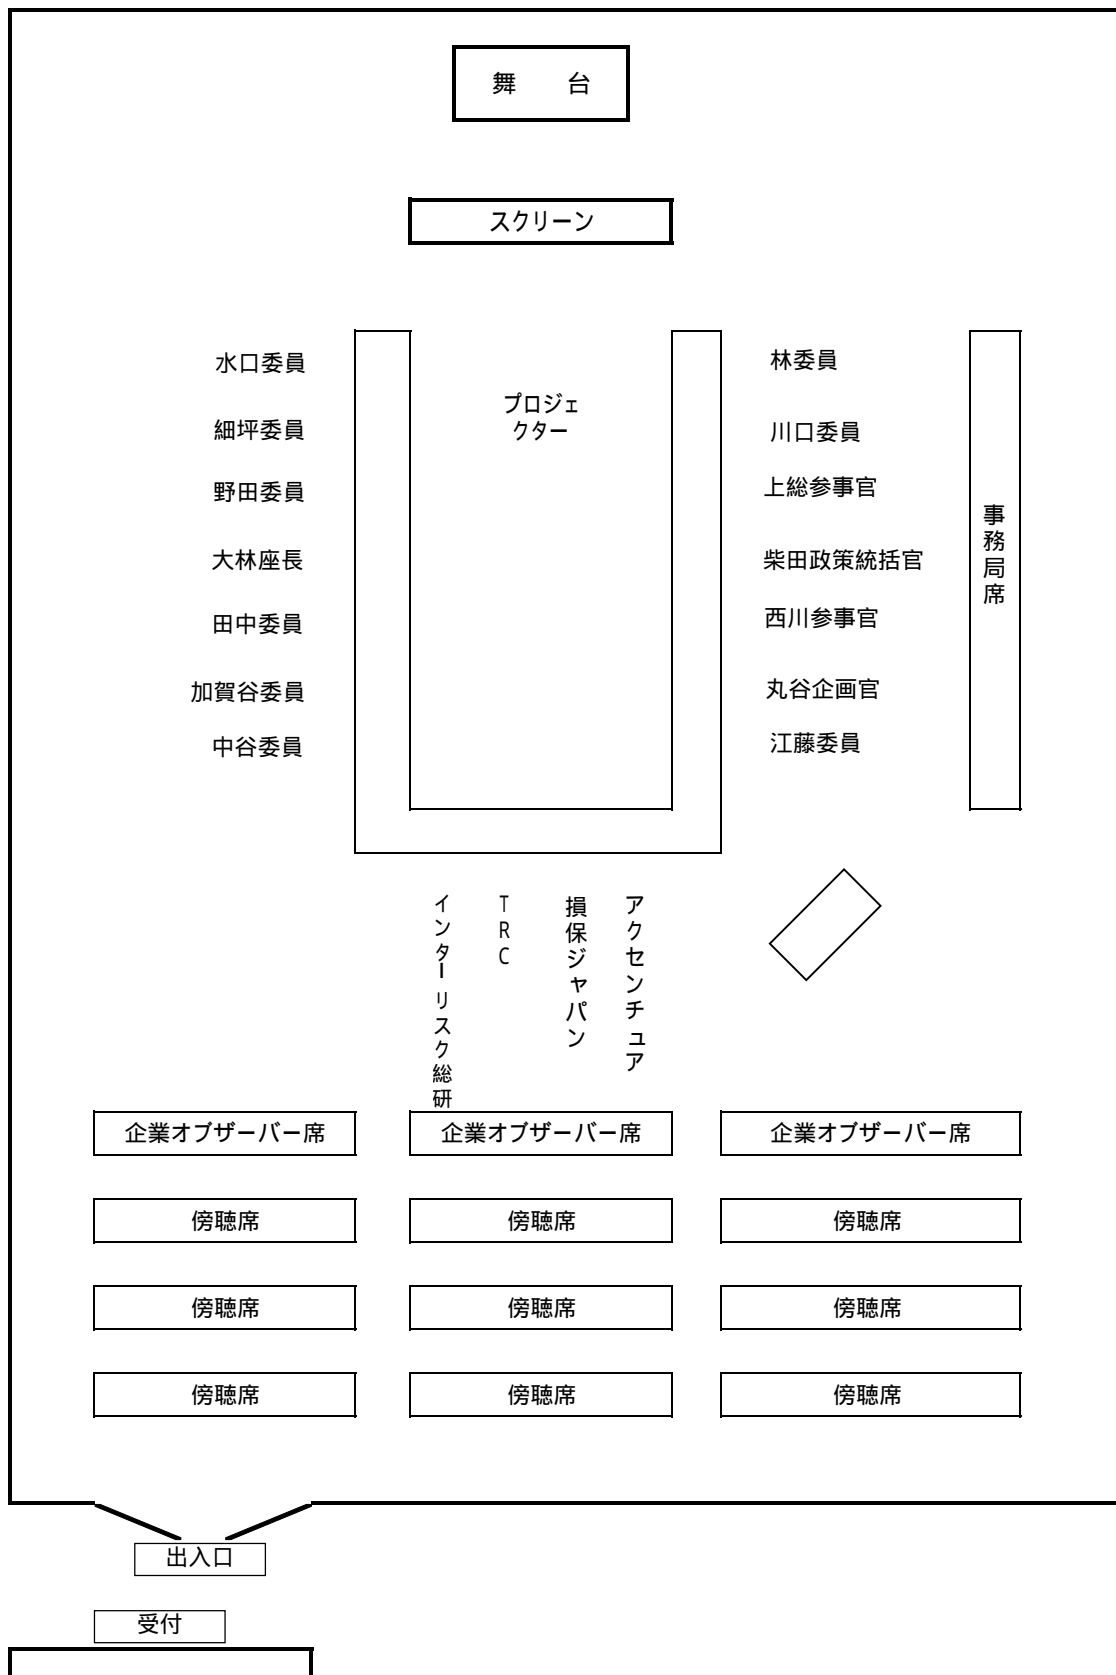 舞　台
スクリーン
水口委員
細坪委員
野田委員
大林座長
田中委員
加賀谷委員
中谷委員
プロジェ
クター
林委員
川口委員
上総参事官
柴田政策統括官
西川参事官
丸谷企画官
江藤委員
事務局席
インターリスク総研
TRC
損保ジャパン
アクセンチュア
企業オブザーバー席
企業オブザーバー席
企業オブザーバー席
傍聴席
傍聴席
傍聴席
傍聴席
傍聴席
傍聴席
傍聴席
傍聴席
傍聴席
出入口
受付